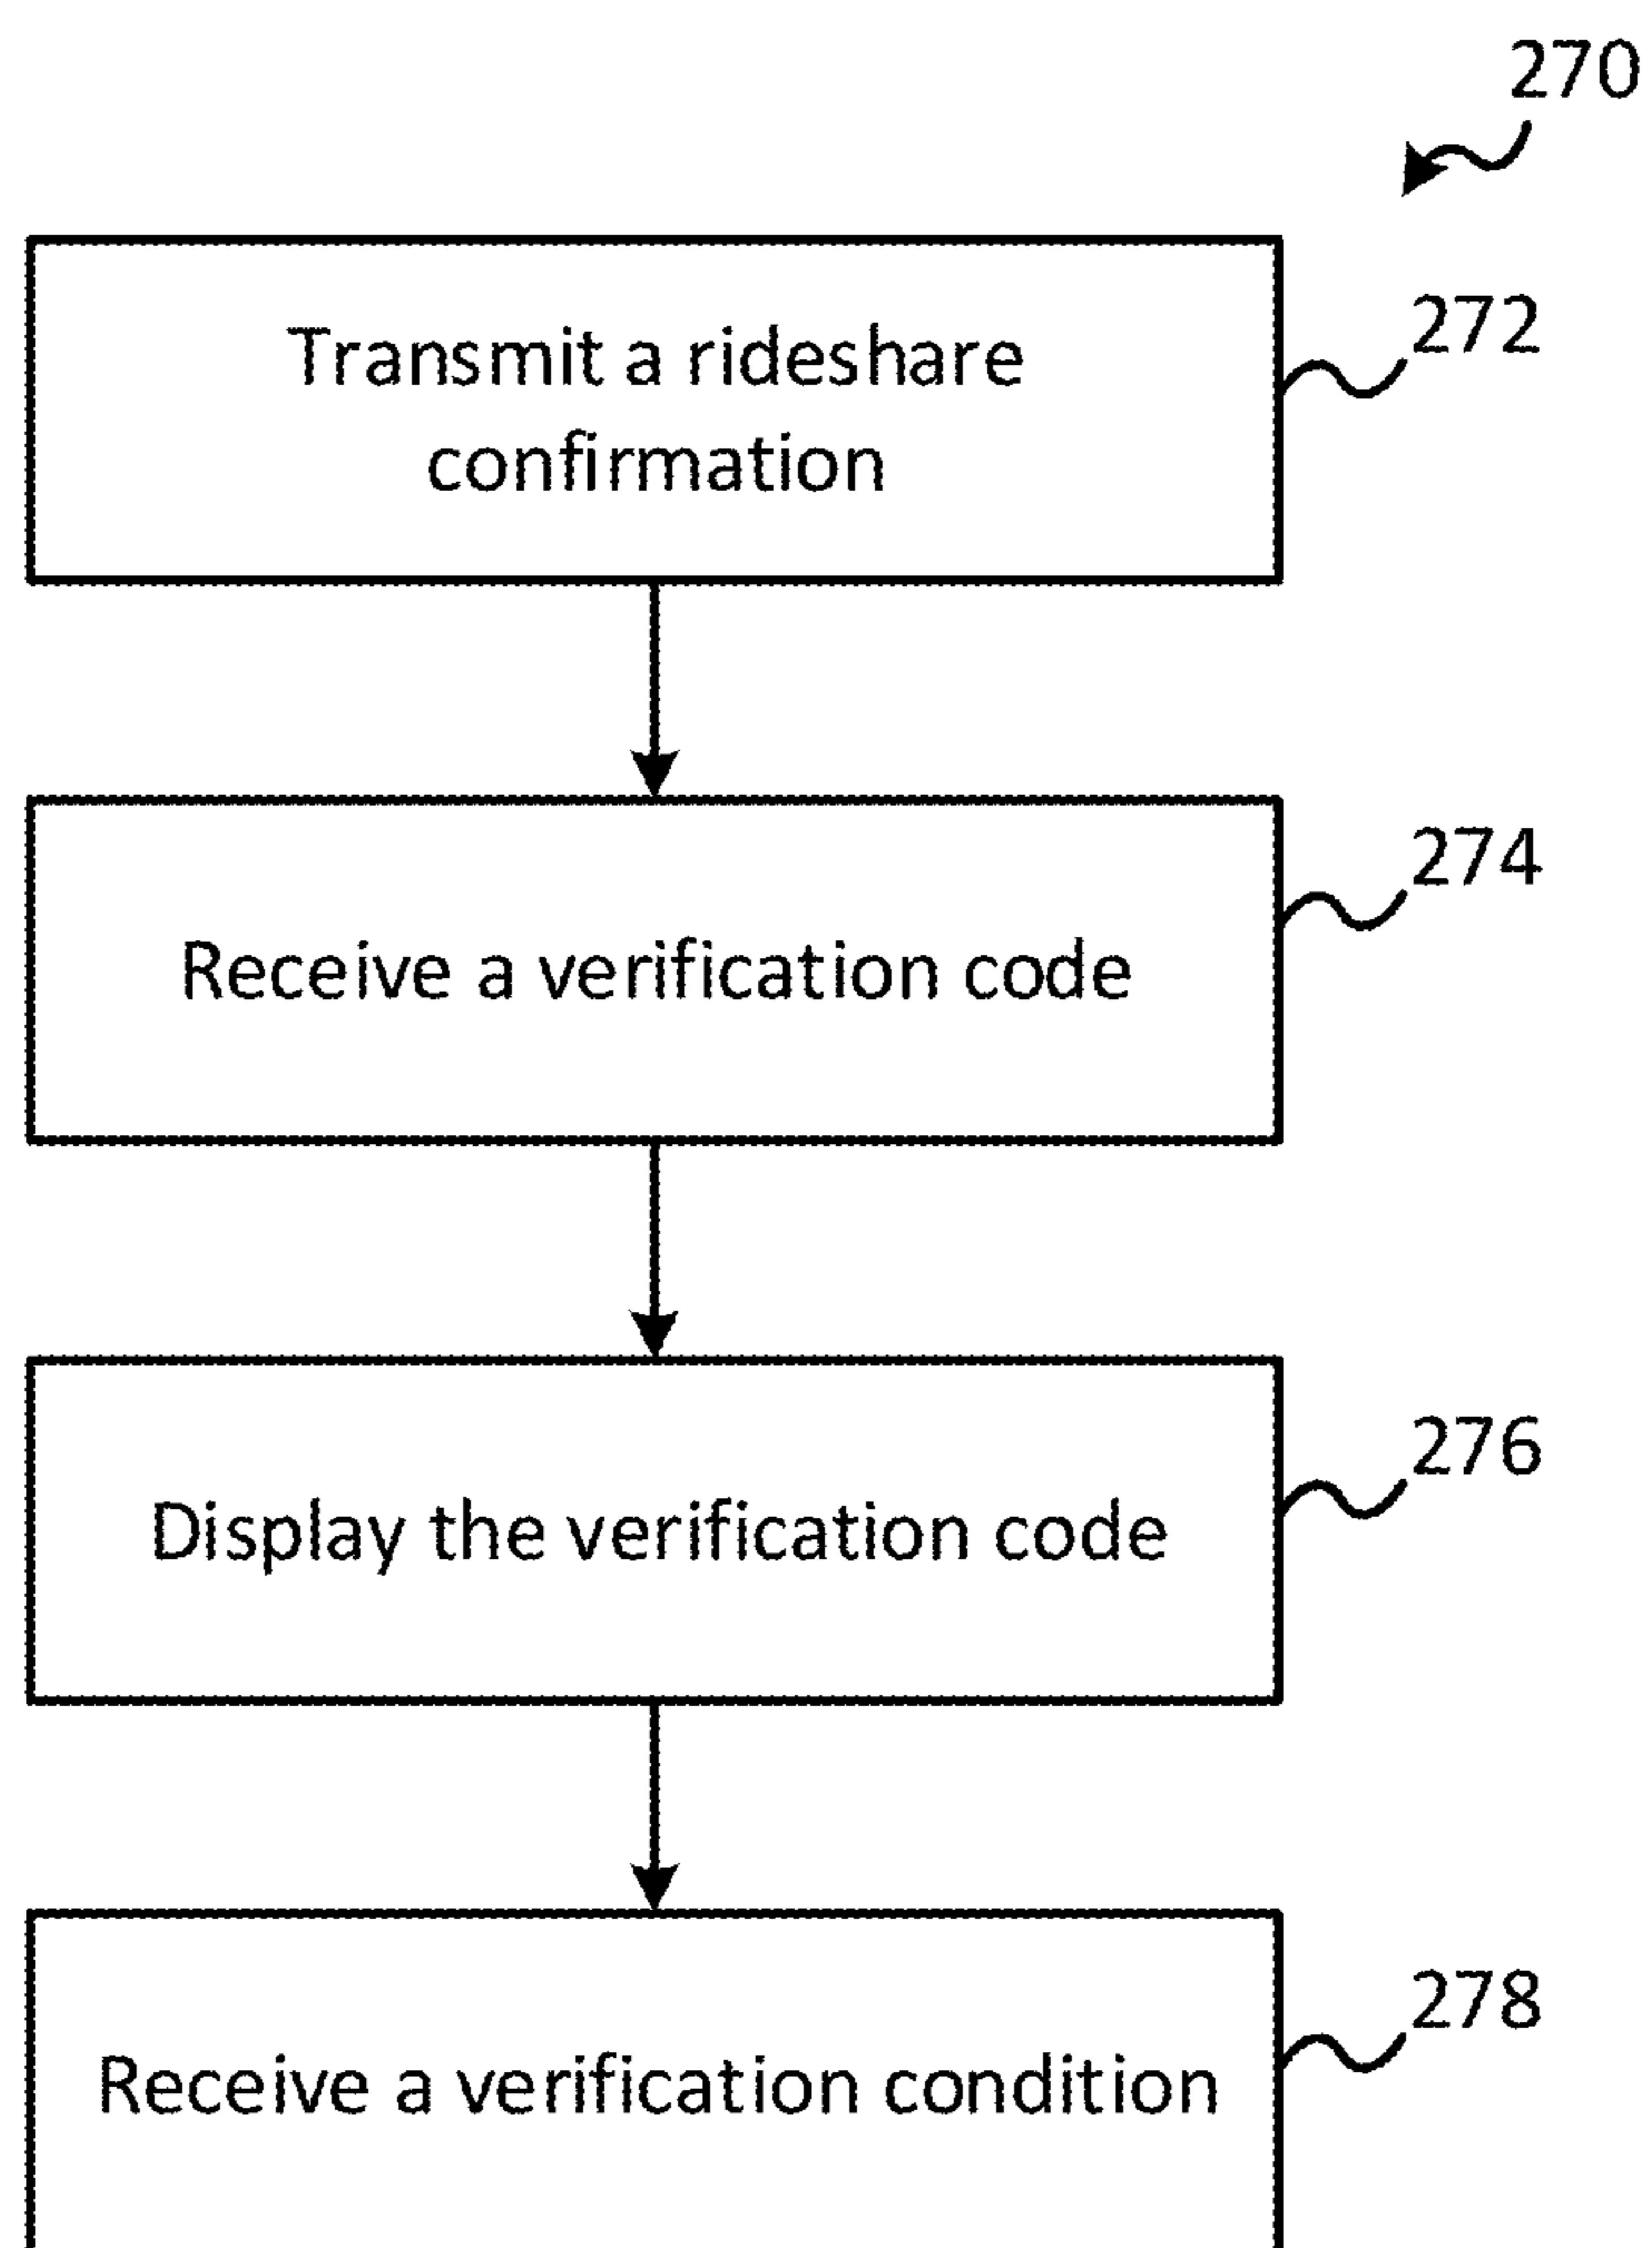 270
Transmit a rideshare
confirmation
272
Receive a verification code
274
Display the verification code
276
Receive a verification condition
278